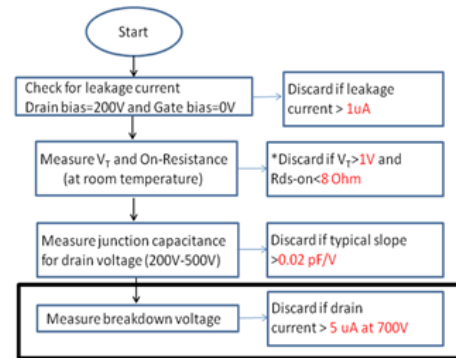 Start
Check for leakage current
Drain bias=200V and Gate bias=0V
Discard if leakage
current > 1uA
Measure VT and On-Resistance
(at room temperature)
*Discard if VT>1V and
Rds-on<8 Ohm
Measure junction capacitance
for drain voltage (200V-500V)
Discard if typical slope
>0.02 pF/V
Measure breakdown voltage
Discard if drain
current > 5 uA at 700V